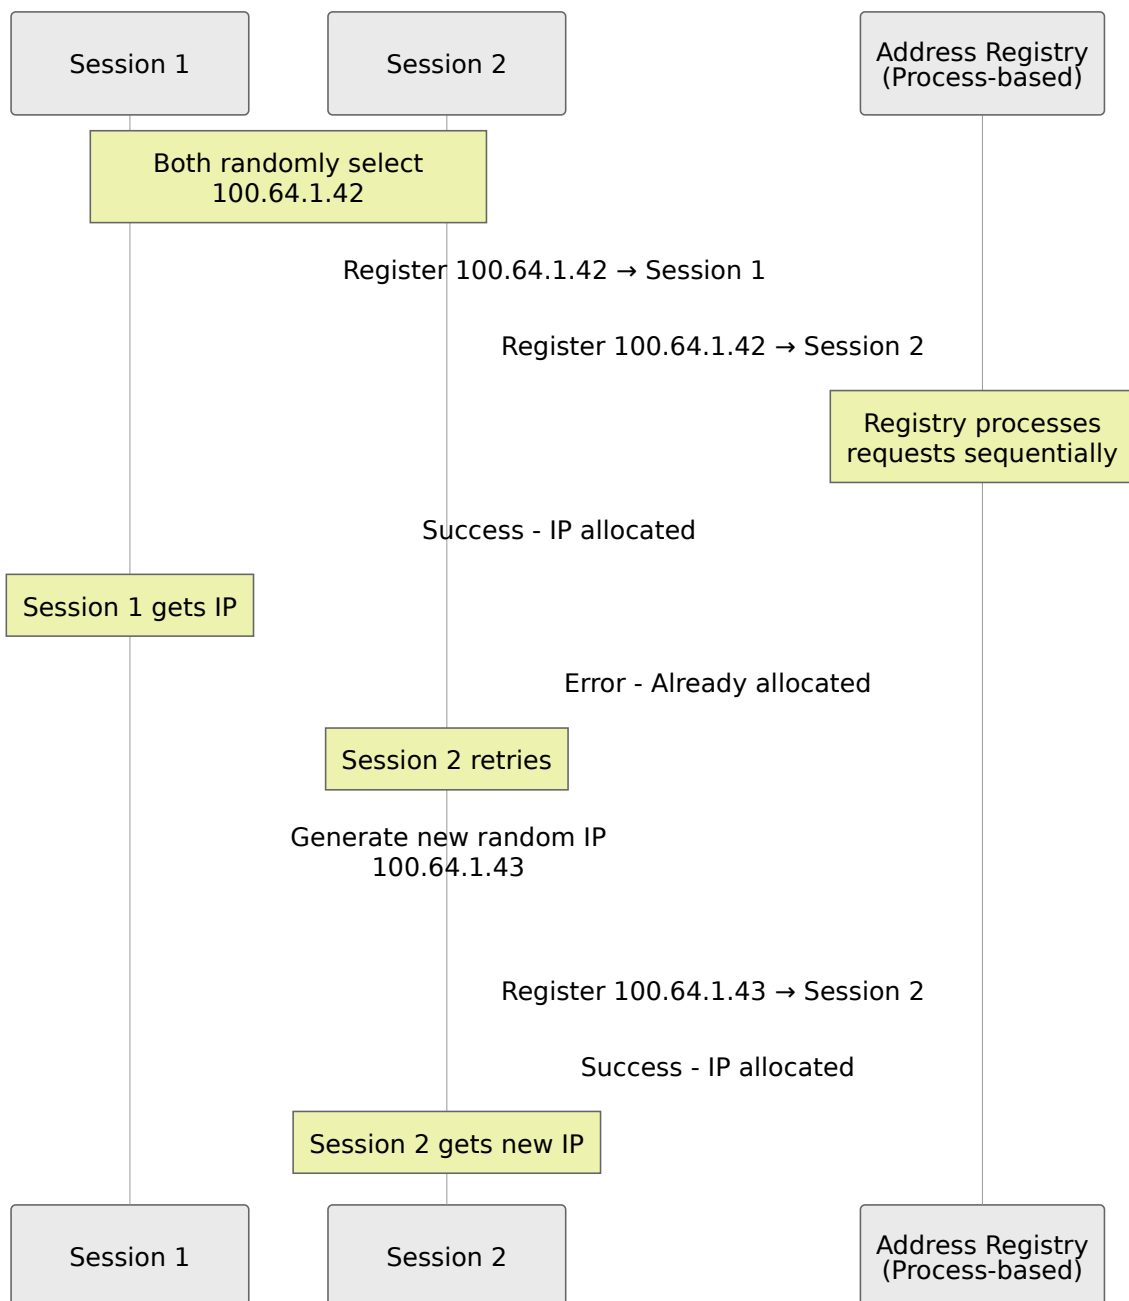 Session 1
Session 2
Address Registry
(Process-based)
Both randomly select
100.64.1.42
Register 100.64.1.42 → Session 1
Register 100.64.1.42 → Session 2
Registry processes
requests sequentially
Success - IP allocated
Session 1 gets IP
Error - Already allocated
Session 2 retries
Generate new random IP
100.64.1.43
Register 100.64.1.43 → Session 2
Success - IP allocated
Session 2 gets new IP
Session 1
Session 2
Address Registry
(Process-based)